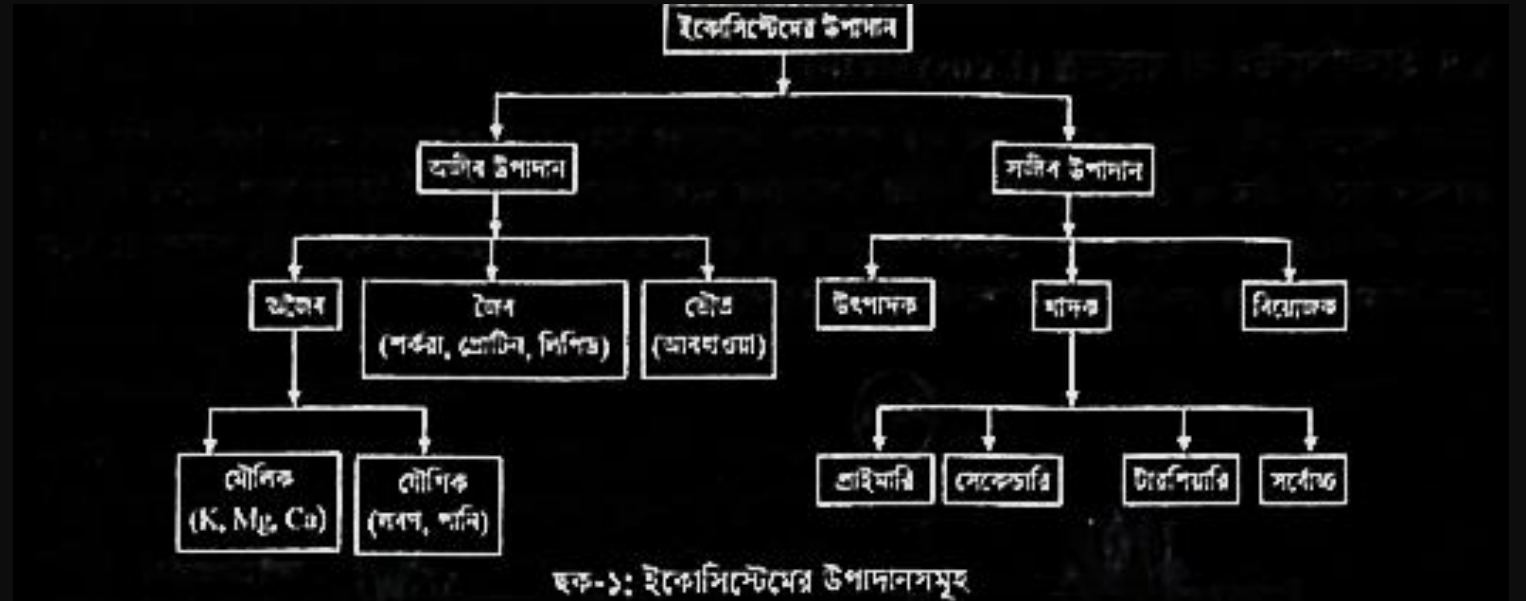 ইকোসিস্টেমের উপাদান
অজীব উপাদান
সজীব উপাদান
অজৈব
জৈব
(শর্করা, প্রোটিন, লিপিড)
ভৌত
(আবহাওয়া)
উৎপাদক
খাদক
বিয়োজক
মৌলিক
(K, Mg, Ca)
যৌগিক
(লবণ, পানি)
প্রাইমারি
সেকেন্ডারি
টারশিয়ারি
সর্বোচ্চ
ছক-১: ইকোসিস্টেমের উপাদানসমূহ